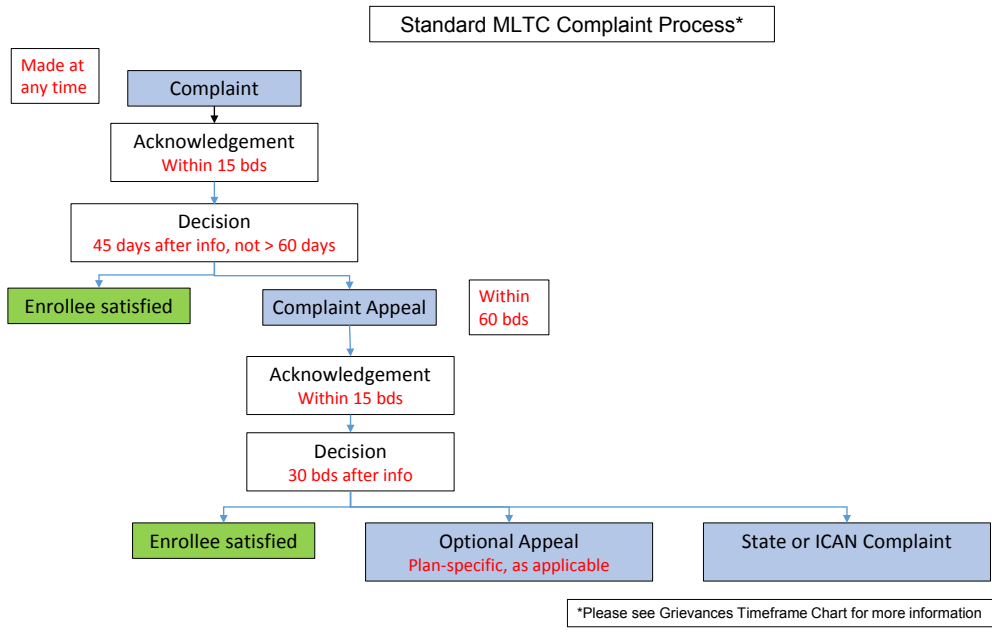 Standard MLTC Complaint Process*
Made at
any time
Complaint
Acknowledgement
Within 15 bds
Decision
45 days after info, not > 60 days
Enrollee satisfied
Complaint Appeal
Within
60 bds
Acknowledgement
Within 15 bds
Decision
30 bds after info
Enrollee satisfied
Optional Appeal
Plan-specific, as applicable
State or ICAN Complaint
*Please see Grievances Timeframe Chart for more information